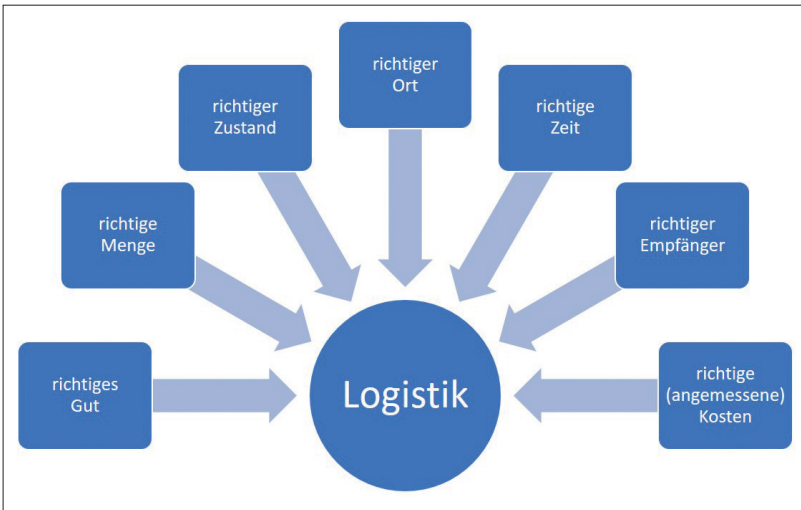 richtiges
Gut
richtige
Menge
richtiger
Zustand
richtiger
Ort
richtige
Zeit
richtiger
Empfänger
richtige
(angemessene)
Kosten
Logistik